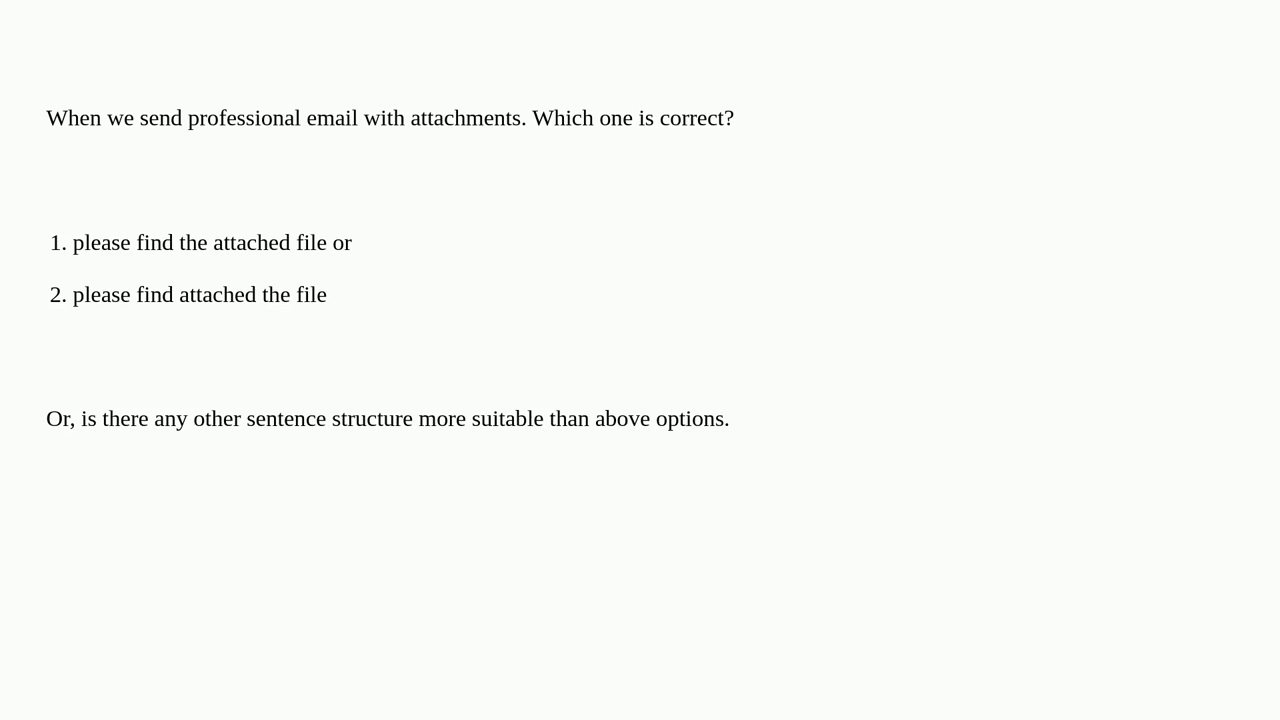 When we send professional email with attachments. Which one is correct?
1. please find the attached file or
2. please find attached the file
Or, is there any other sentence structure more suitable than above options.